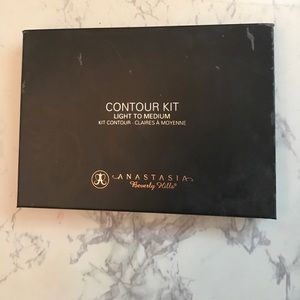 CONTOUR KIT
LIGHT TO MEDIUM
KIT CONTOUR - CLAIRES À MOYENNE
ANASTASIA
Beverly Hills®